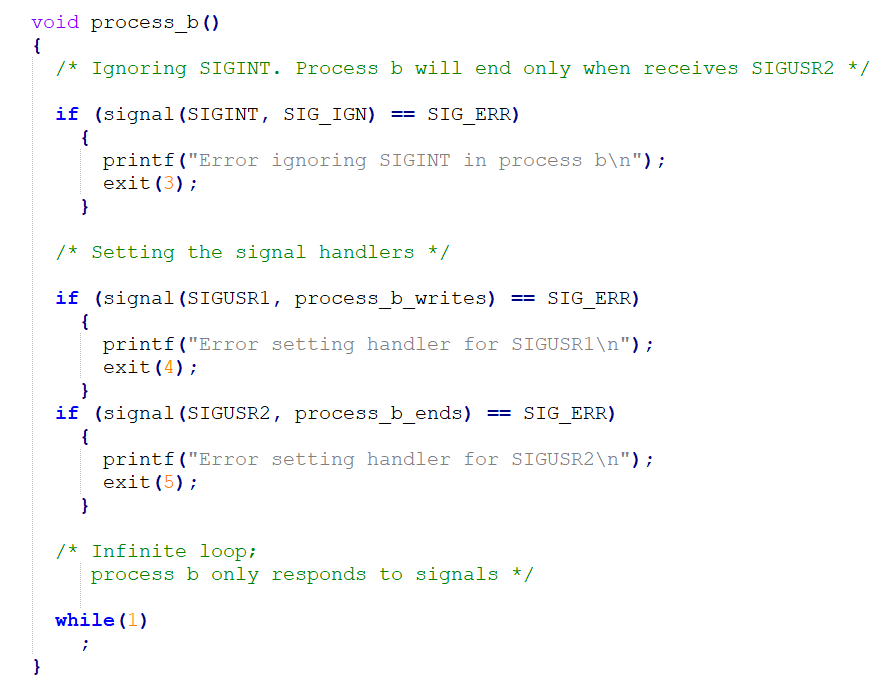 void process_b()
{
  /* Ignoring SIGINT. Process b will end only when receives SIGUSR2 */

  if (signal(SIGINT, SIG_IGN) == SIG_ERR)
    {
      printf("Error ignoring SIGINT in process b\n");
      exit(3);
    }

  /* Setting the signal handlers */

  if (signal(SIGUSR1, process_b_writes) == SIG_ERR)
    {
      printf("Error setting handler for SIGUSR1\n");
      exit(4);
    }
  if (signal(SIGUSR2, process_b_ends) == SIG_ERR)
    {
      printf("Error setting handler for SIGUSR2\n");
      exit(5);
    }

  /* Infinite loop;
     process b only responds to signals */

  while(1)
    ;
}